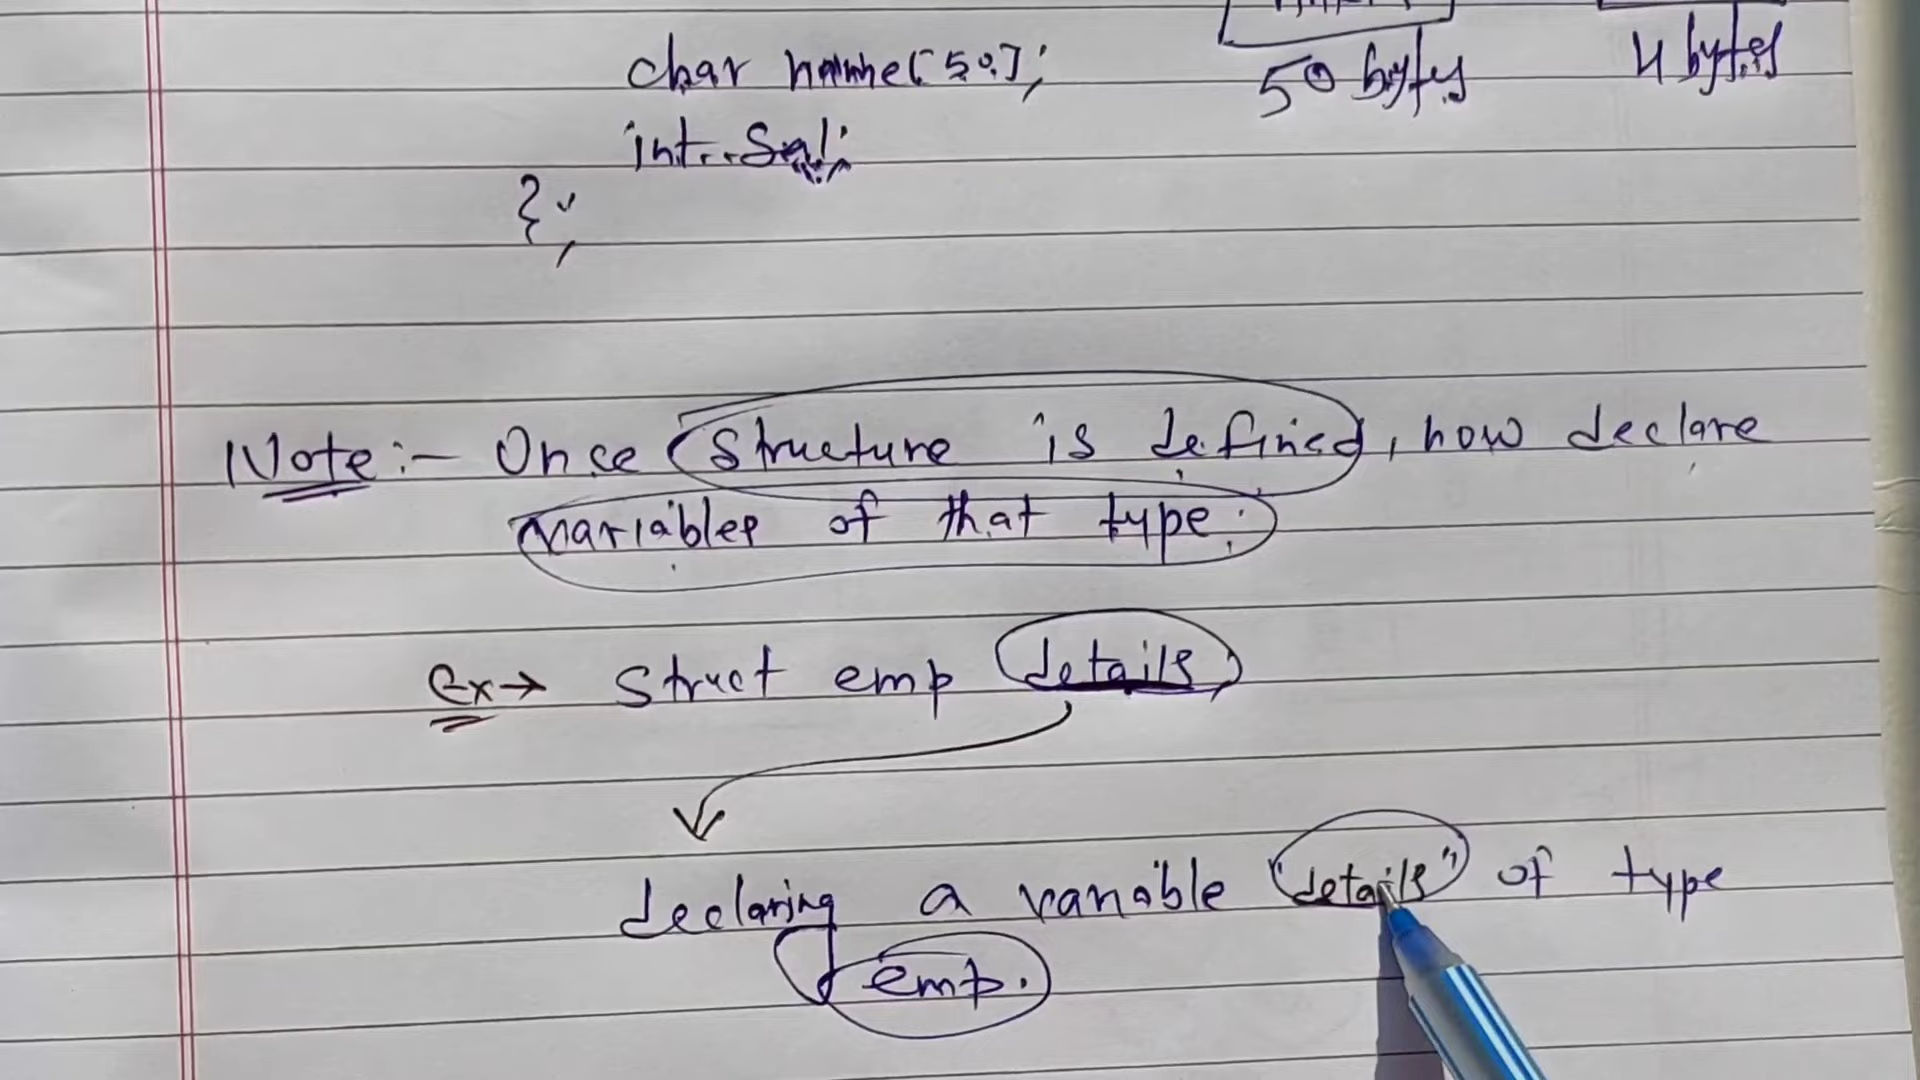 char name[50];
50 bytes
4 bytes
int sal;
};
Note:- Once structure is defined, now declare
variables of that type.
Ex→ struct emp details;
declaring a variable "details" of type
emp.